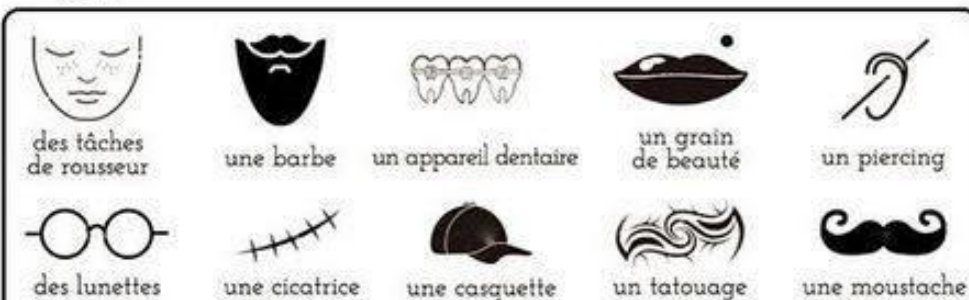 des tâches
de rousseur
une barbe
un appareil dentaire
un grain
de beauté
un piercing
des lunettes
une cicatrice
une casquette
un tatouage
une moustache